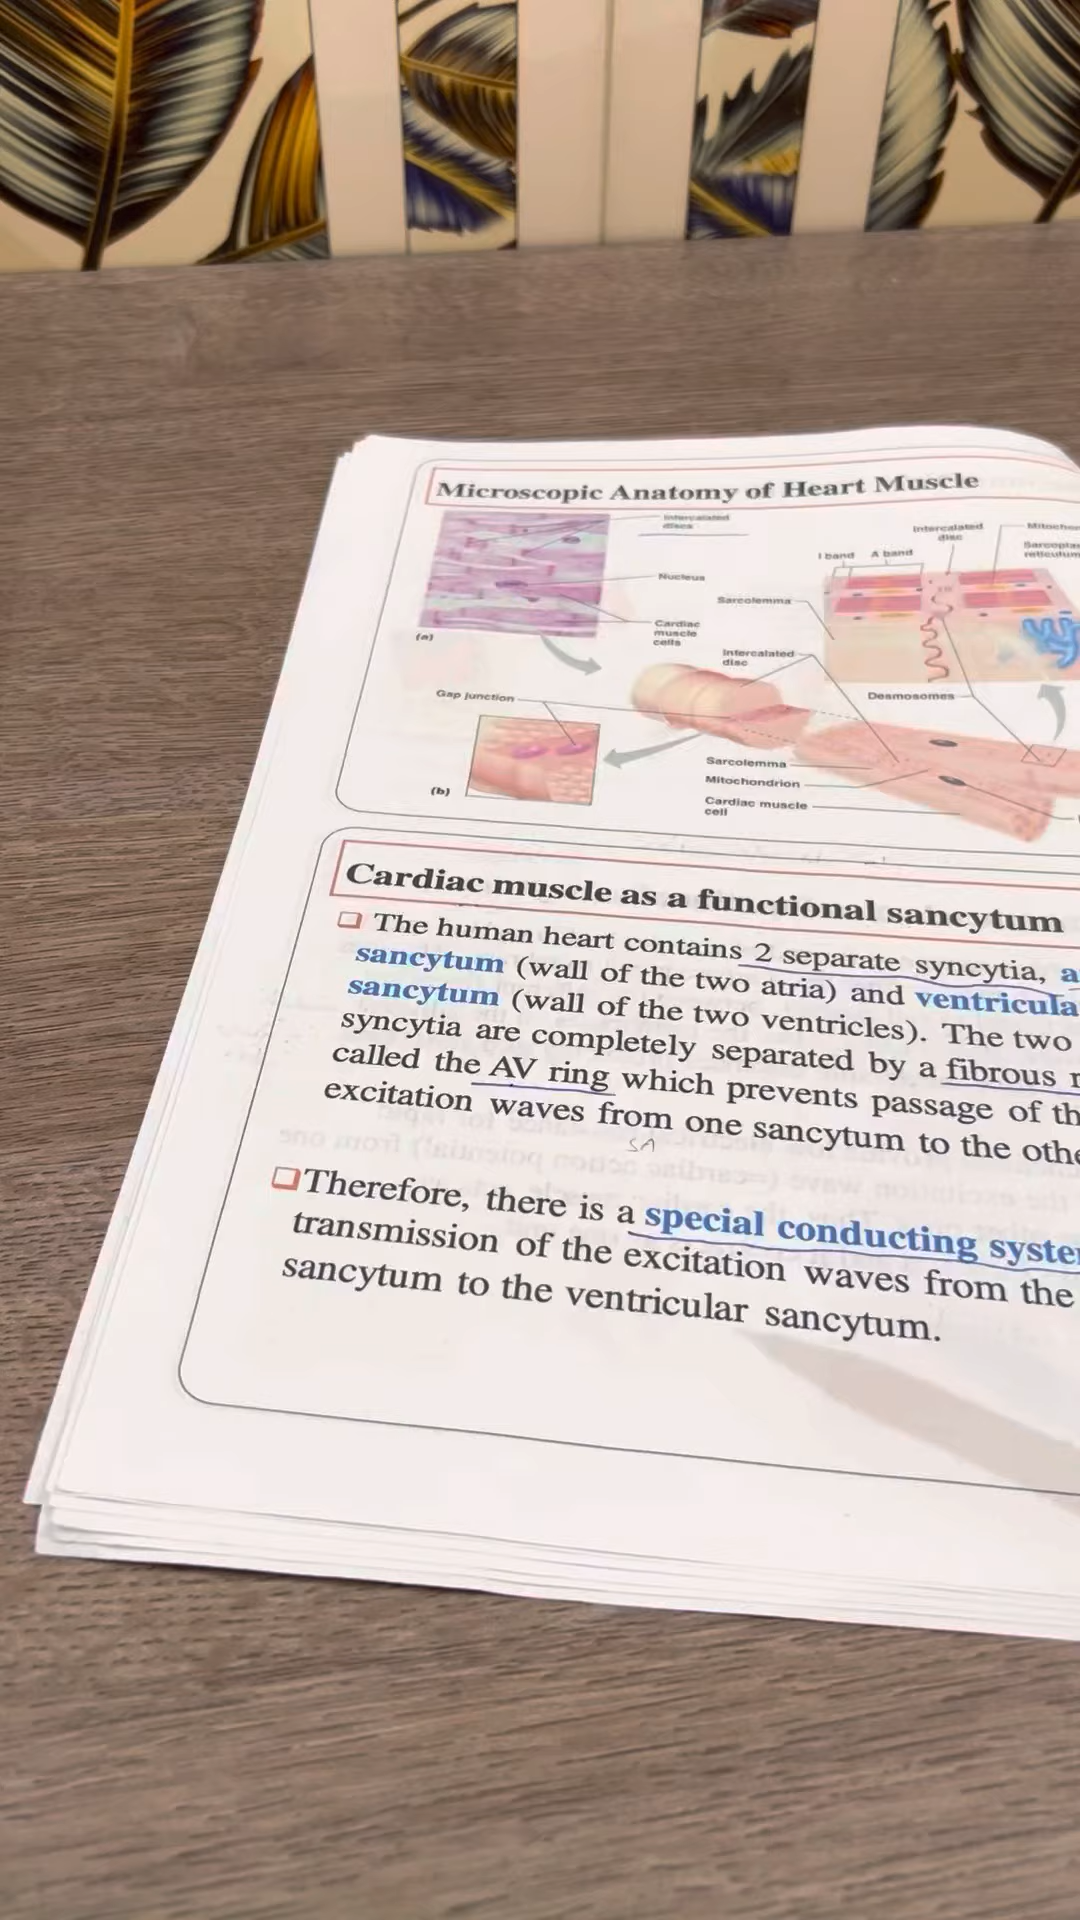 Microscopic Anatomy of Heart Muscle
Intercalated
discs
Nucleus
Cardiac
muscle
cells
(a)
I band A band
Intercalated
disc
Sarcolemma
Intercalated
disc
Desmosomes
Gap junction
(b)
Sarcolemma
Mitochondrion
Cardiac muscle
cell
Cardiac muscle as a functional sancytum
The human heart contains 2 separate syncytia, a
sancytum (wall of the two atria) and ventricula
sancytum (wall of the two ventricles). The two
syncytia are completely separated by a fibrous r
called the AV ring which prevents passage of th
excitation waves from one sancytum to the othe
SA
Therefore, there is a special conducting syste
transmission of the excitation waves from the
sancytum to the ventricular sancytum.